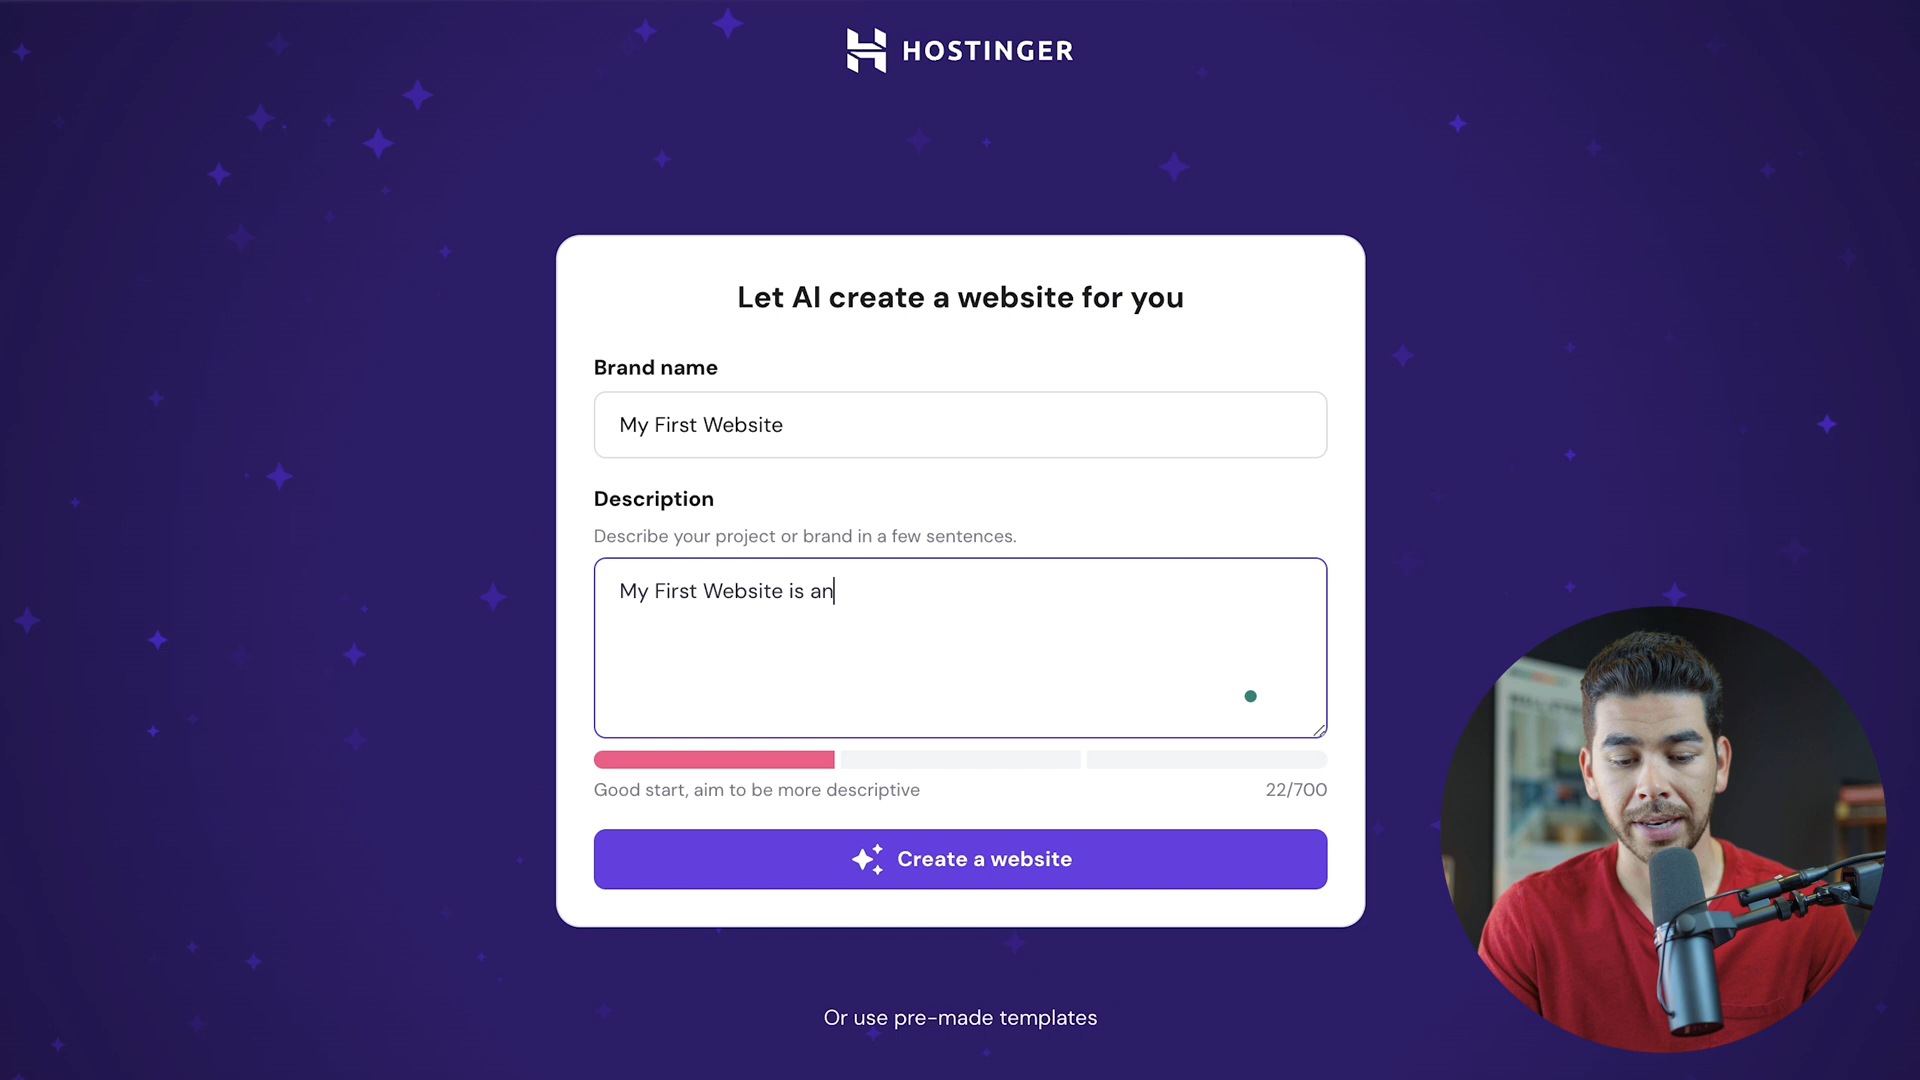 HOSTINGER
Let AI create a website for you
Brand name
My First Website
Description
Describe your project or brand in a few sentences.
My First Website is an
Good start, aim to be more descriptive
22/700
Create a website
Or use pre-made templates